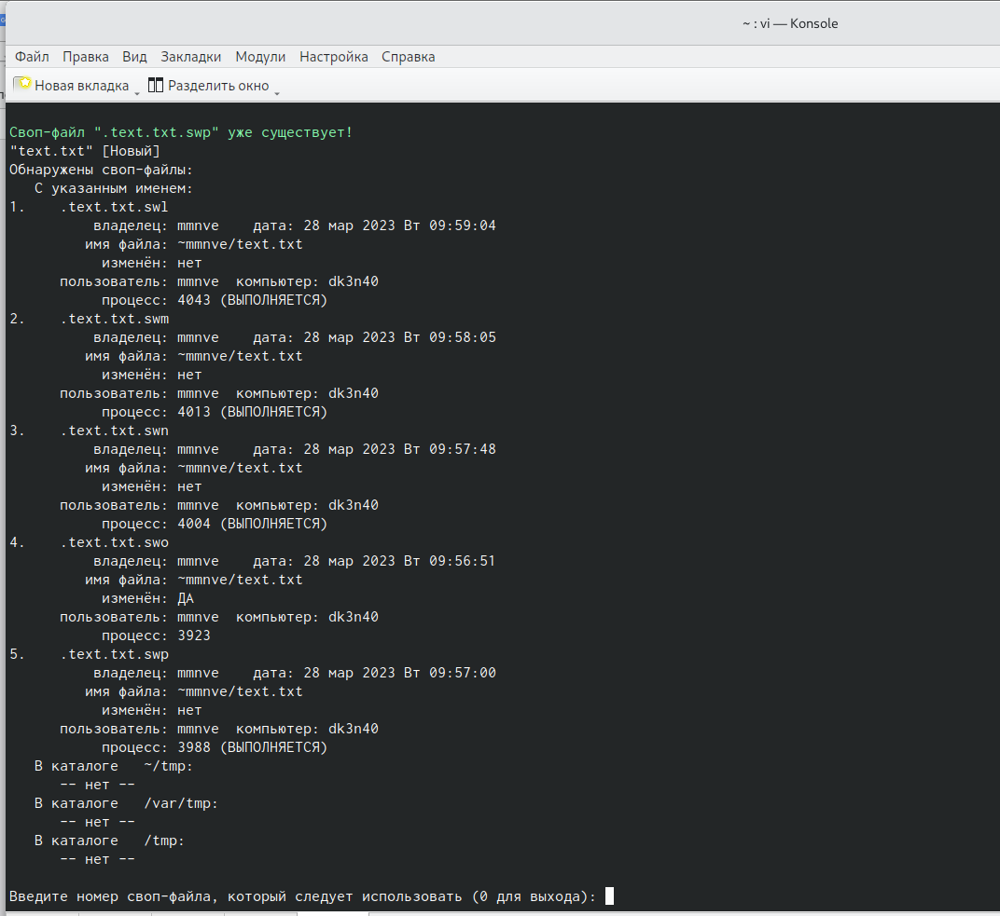 ~ : vi — Konsole
Файл Правка Вид Закладки Модули Настройка Справка
Новая вкладка Разделить окно
Своп-файл ".text.txt.swp" уже существует!
"text.txt" [Новый]
Обнаружены своп-файлы:
С указанным именем:
1. .text.txt.swl
владелец: mmnve дата: 28 мар 2023 Вт 09:59:04
имя файла: ~mmnve/text.txt
изменён: нет
пользователь: mmnve компьютер: dk3n40
процесс: 4043 (ВЫПОЛНЯЕТСЯ)
2. .text.txt.swm
владелец: mmnve дата: 28 мар 2023 Вт 09:58:05
имя файла: ~mmnve/text.txt
изменён: нет
пользователь: mmnve компьютер: dk3n40
процесс: 4013 (ВЫПОЛНЯЕТСЯ)
3. .text.txt.swn
владелец: mmnve дата: 28 мар 2023 Вт 09:57:48
имя файла: ~mmnve/text.txt
изменён: нет
пользователь: mmnve компьютер: dk3n40
процесс: 4004 (ВЫПОЛНЯЕТСЯ)
4. .text.txt.swo
владелец: mmnve дата: 28 мар 2023 Вт 09:56:51
имя файла: ~mmnve/text.txt
изменён: ДА
пользователь: mmnve компьютер: dk3n40
процесс: 3923
5. .text.txt.swp
владелец: mmnve дата: 28 мар 2023 Вт 09:57:00
имя файла: ~mmnve/text.txt
изменён: нет
пользователь: mmnve компьютер: dk3n40
процесс: 3988 (ВЫПОЛНЯЕТСЯ)
В каталоге ~/tmp:
-- нет --
В каталоге /var/tmp:
-- нет --
В каталоге /tmp:
-- нет --
Введите номер своп-файла, который следует использовать (0 для выхода):